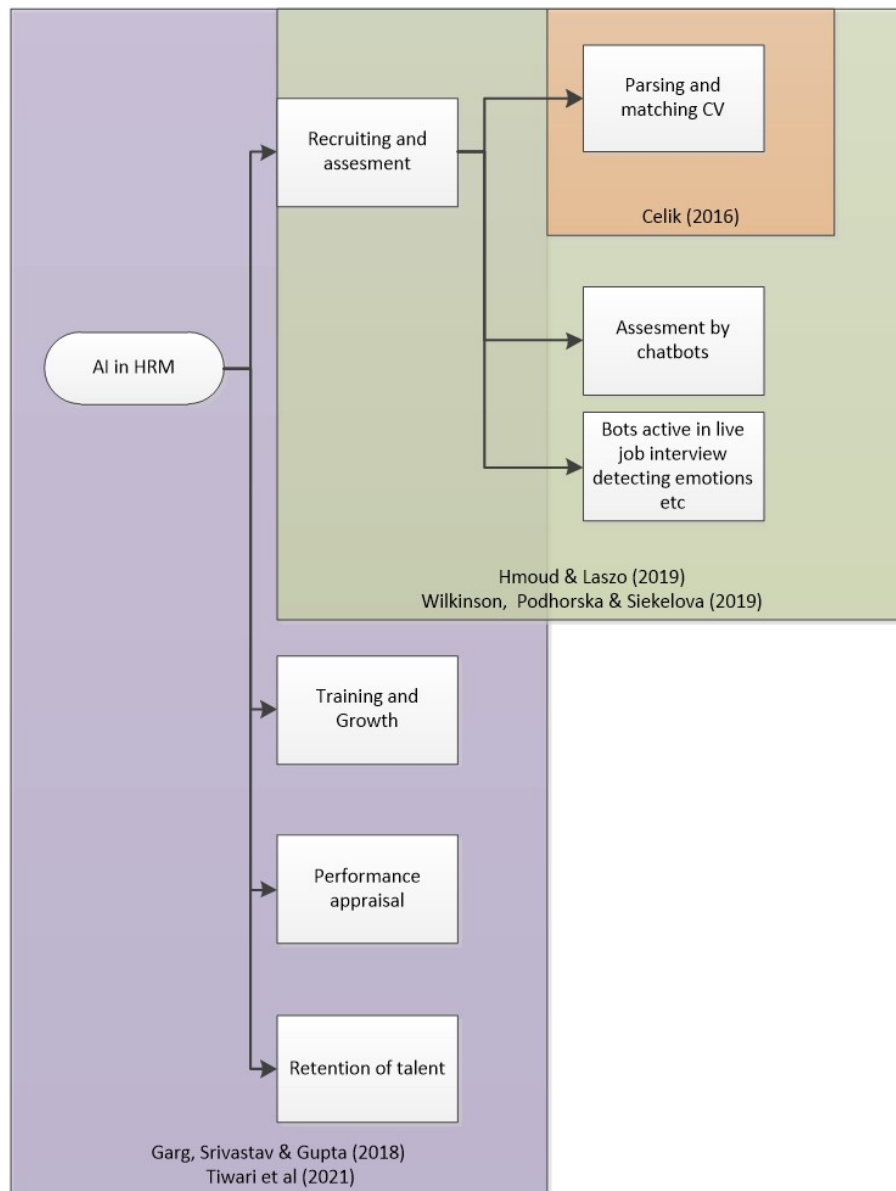 Parsing and
matching CV
Recruiting and
assesment
Celik (2016)
Assesment by
chatbots
AI in HRM
Bots active in live
job interview
detecting emotions
etc
Hmoud & Laszo (2019)
Wilkinson,  Podhorska & Siekelova (2019)
Training and
Growth
Performance
appraisal
Retention of talent
Garg, Srivastav & Gupta (2018)
Tiwari et al (2021)